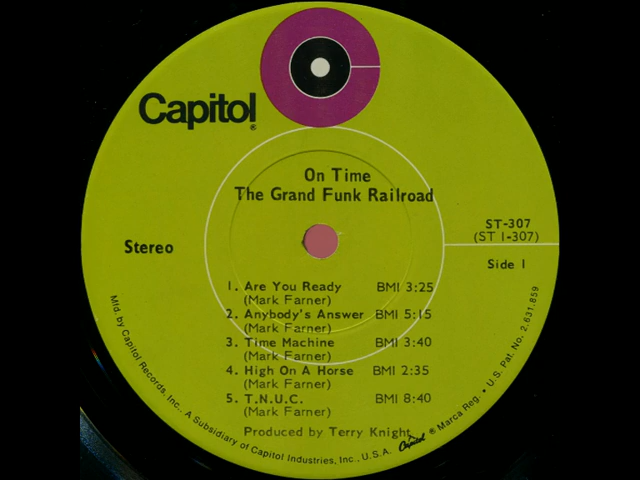 Capitol®
On Time
The Grand Funk Railroad
ST-307
(ST 1-307)
Stereo
Side 1
1. Are You Ready BMI 3:25
(Mark Farner)
2. Anybody's Answer BMI 5:15
(Mark Farner)
3. Time Machine BMI 3:40
(Mark Farner)
4. High On A Horse BMI 2:35
(Mark Farner)
5. T.N.U.C. BMI 8:40
(Mark Farner)
Produced by Terry Knight
Mfd. by Capitol Records, Inc., A Subsidiary of Capitol Industries, Inc., U.S.A. Capitol ® Marca Reg. • U.S. Pat. No. 2,631,859